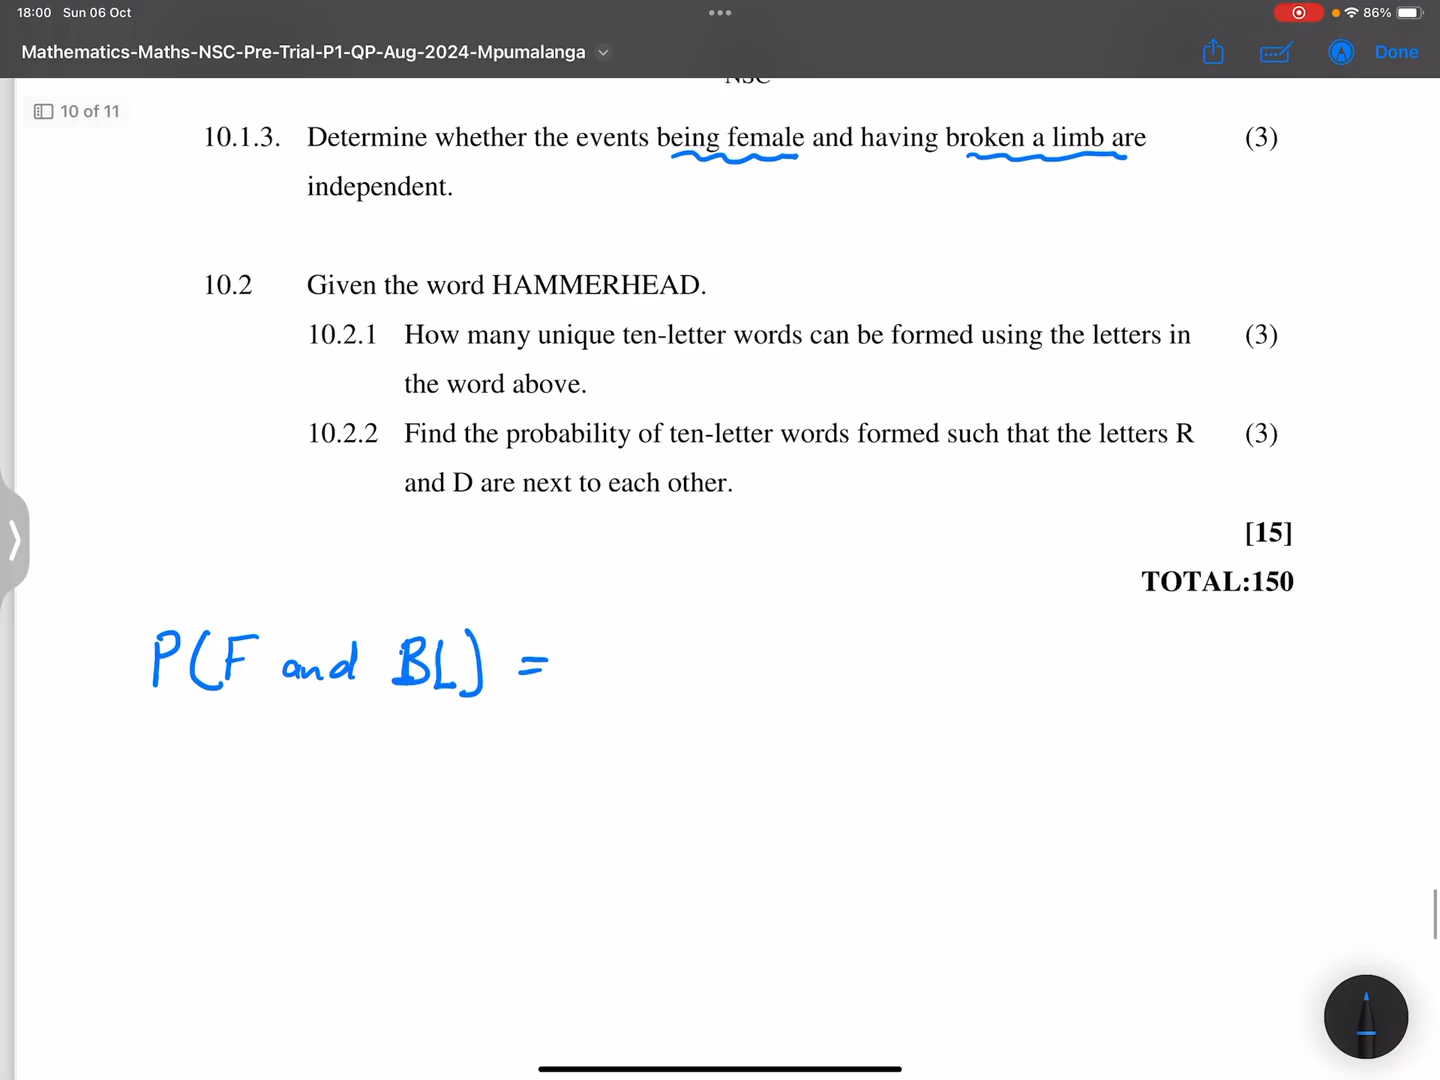 18:00 Sun 06 Oct
86%
Mathematics-Maths-NSC-Pre-Trial-P1-QP-Aug-2024-Mpumalanga
Done
NSC
10 of 11
10.1.3. Determine whether the events being female and having broken a limb are (3)
independent.
10.2 Given the word HAMMERHEAD.
10.2.1 How many unique ten-letter words can be formed using the letters in (3)
the word above.
10.2.2 Find the probability of ten-letter words formed such that the letters R (3)
and D are next to each other.
[15]
TOTAL:150
P(F and BL) =